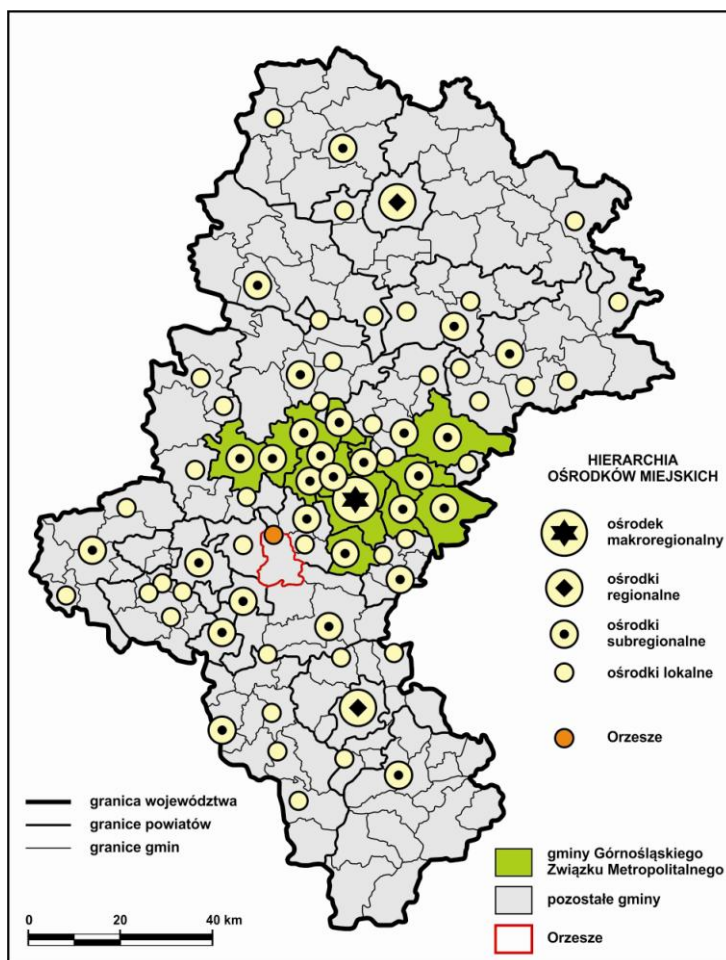 HIERARCHIA
OŚRODKÓW MIEJSKICH
ośrodek
makroregionalny
ośrodki
regionalne
ośrodki
subregionalne
ośrodki lokalne
Orzesze
granica województwa
granice powiatów
granice gmin
gminy Górnośląskiego
Związku Metropolitalnego
pozostałe gminy
Orzesze
0 20 40 km